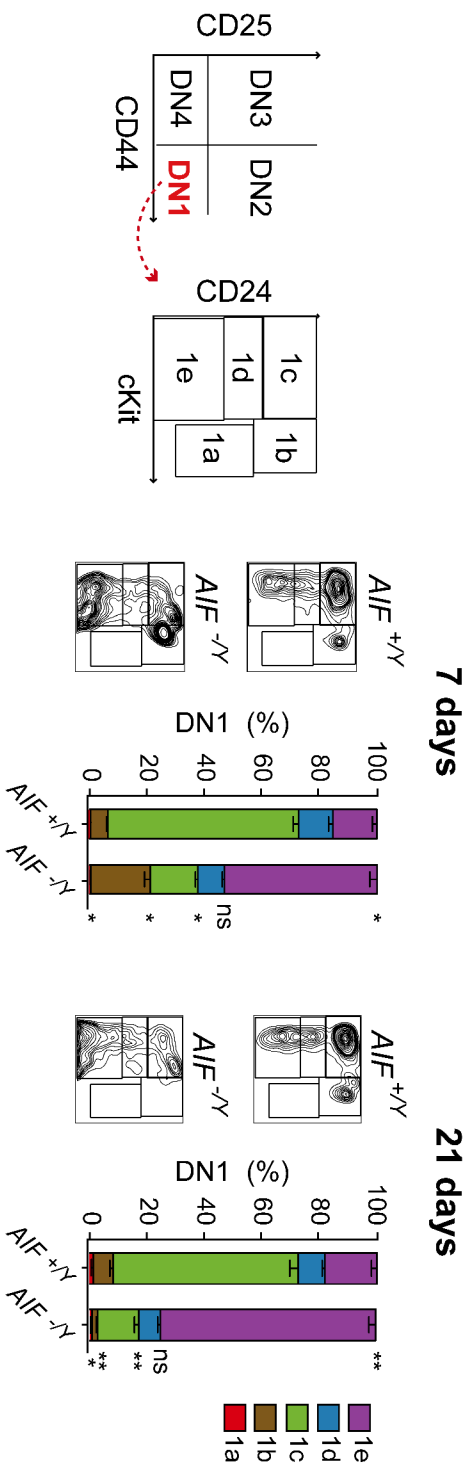 7 days
21 days
CD25
DN3
DN2
DN4
DN1
CD44
CD24
1c
1b
1d
1e
1a
cKit
AIF +/Y
AIF -/Y
DN1 (%)
100
80
60
40
20
0
AIF +/Y
AIF -/Y
*
ns
*
*
*
AIF +/Y
AIF -/Y
DN1 (%)
100
80
60
40
20
0
AIF +/Y
AIF -/Y
**
ns
**
**
*
1e
1d
1c
1b
1a